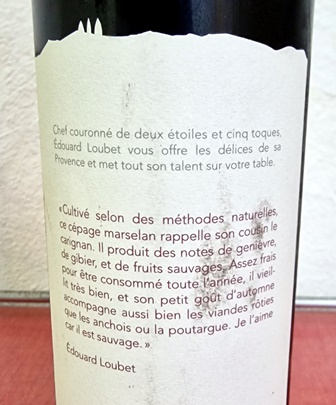 Chef couronné de deux étoiles et cinq toques,
Édouard Loubet vous offre les délices de sa
Provence et met tout son talent sur votre table.
«Cultivé selon des méthodes naturelles,
ce cépage marselan rappelle son cousin le
carignan. Il produit des notes de genièvre,
de gibier, et de fruits sauvages. Assez frais
pour être consommé toute l'année, il vieil-
lit très bien, et son petit goût d'automne
accompagne aussi bien les viandes rôties
que les anchois ou la poutargue. Je l'aime
car il est sauvage. »
Édouard Loubet